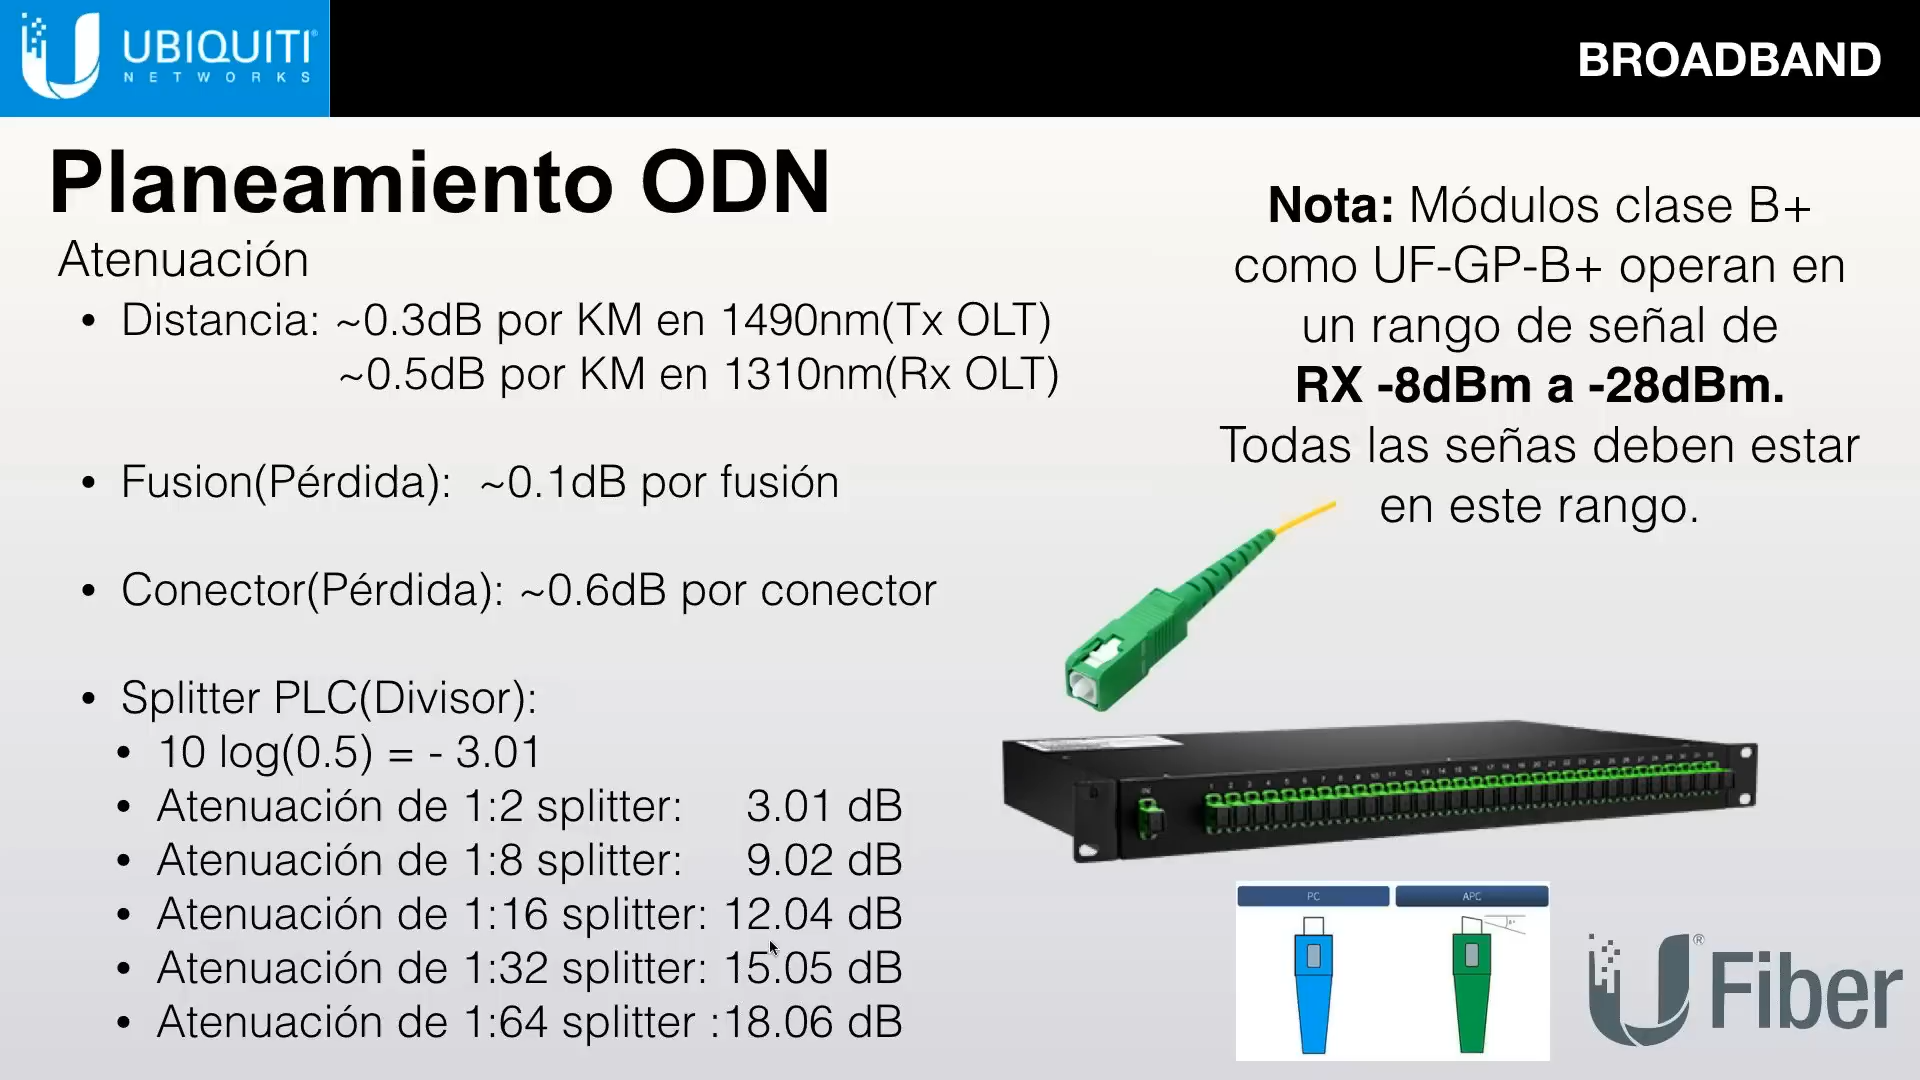 UBIQUITI
NETWORKS
BROADBAND
Planeamiento ODN
Atenuación
• Distancia: ~0.3dB por KM en 1490nm(Tx OLT)
~0.5dB por KM en 1310nm(Rx OLT)
• Fusion(Pérdida): ~0.1dB por fusión
• Conector(Pérdida): ~0.6dB por conector
• Splitter PLC(Divisor):
• 10 log(0.5) = - 3.01
• Atenuación de 1:2 splitter: 3.01 dB
• Atenuación de 1:8 splitter: 9.02 dB
• Atenuación de 1:16 splitter: 12.04 dB
• Atenuación de 1:32 splitter: 15.05 dB
• Atenuación de 1:64 splitter :18.06 dB
Nota: Módulos clase B+
como UF-GP-B+ operan en
un rango de señal de
RX -8dBm a -28dBm.
Todas las señas deben estar
en este rango.
PC
APC
U® Fiber